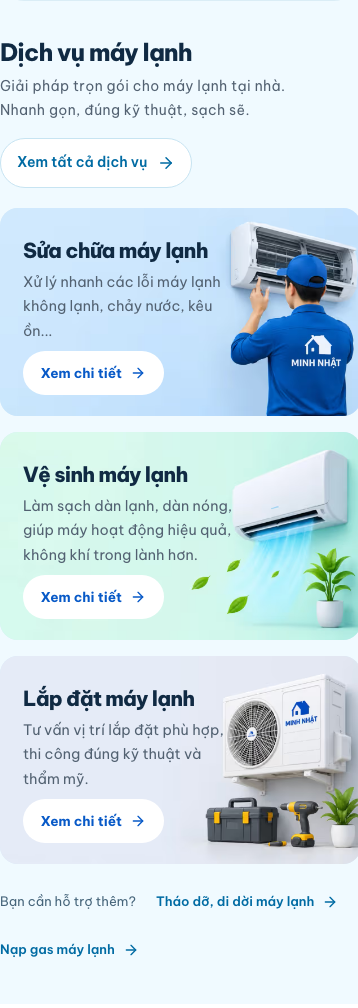 Dịch vụ máy lạnh
Giải pháp trọn gói cho máy lạnh tại nhà.
Nhanh gọn, đúng kỹ thuật, sạch sẽ.
Xem tất cả dịch vụ
Sửa chữa máy lạnh
Xử lý nhanh các lỗi máy lạnh
không lạnh, chảy nước, kêu
ồn...
Xem chi tiết
MINH NHẬT
Vệ sinh máy lạnh
Làm sạch dàn lạnh, dàn nóng,
giúp máy hoạt động hiệu quả,
không khí trong lành hơn.
Xem chi tiết
Lắp đặt máy lạnh
Tư vấn vị trí lắp đặt phù hợp,
thi công đúng kỹ thuật và
thẩm mỹ.
Xem chi tiết
MINH NHẬT
Bạn cần hỗ trợ thêm? Tháo dỡ, di dời máy lạnh
Nạp gas máy lạnh